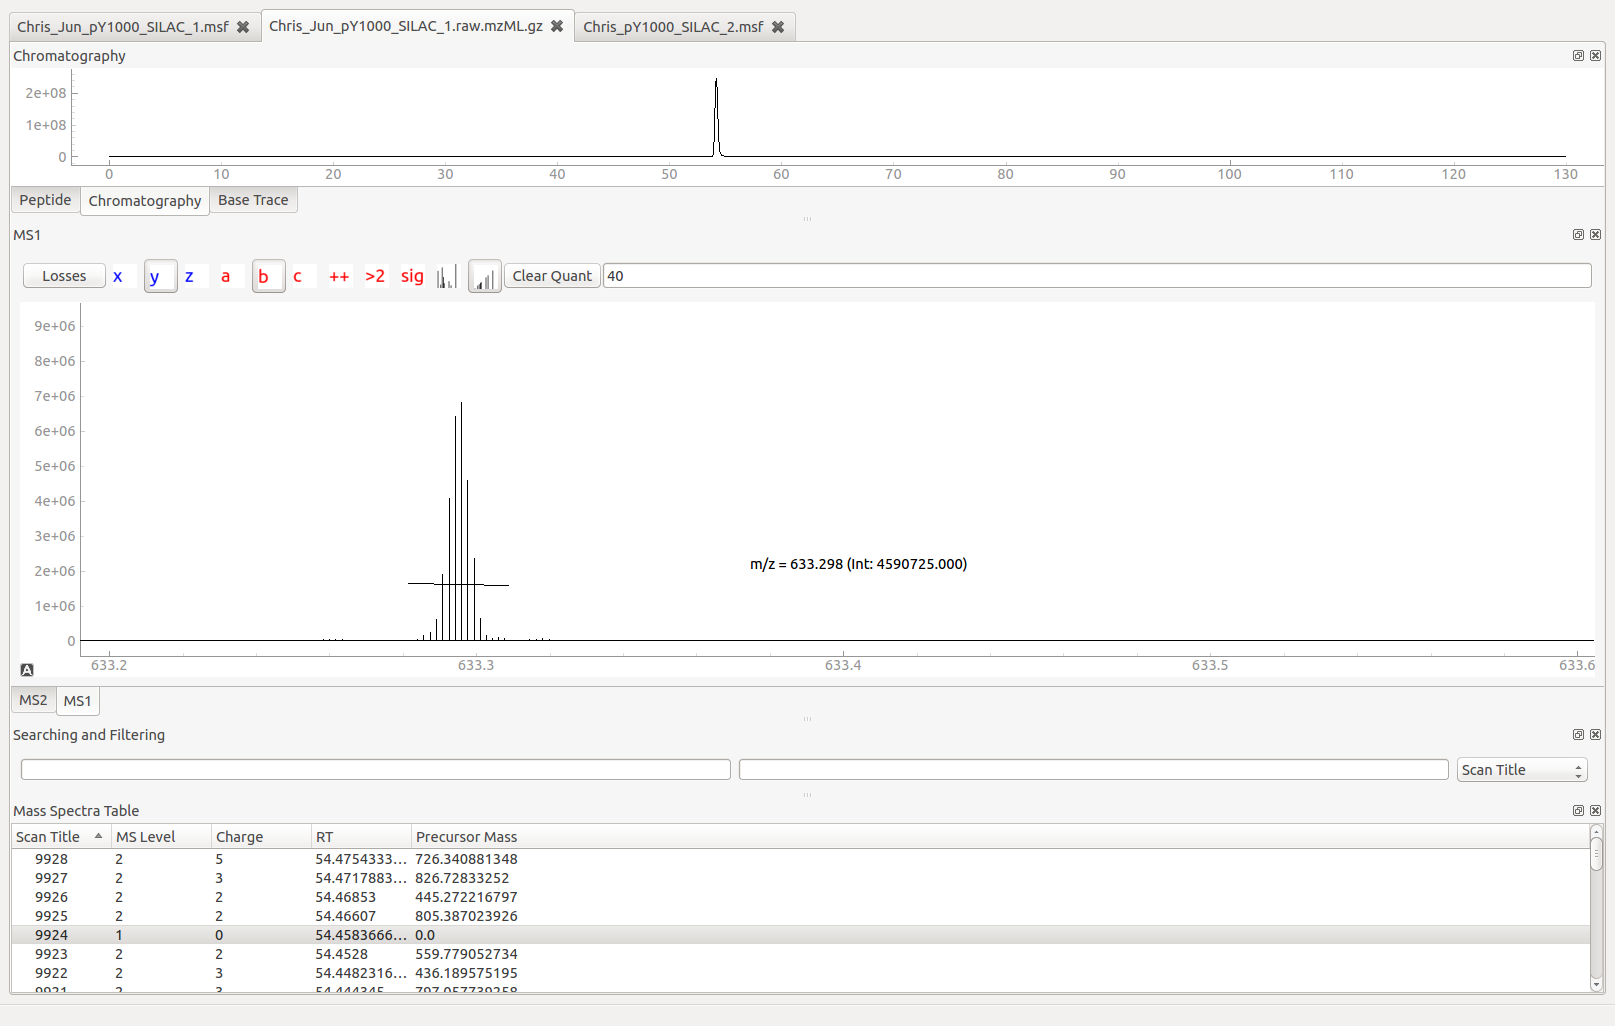 Chris_Jun_pY1000_SILAC_1.msf Chris_Jun_pY1000_SILAC_1.raw.mzML.gz Chris_pY1000_SILAC_2.msf
Chromatography
2e+08
1e+08
0
0 10 20 30 40 50 60 70 80 90 100 110 120 130
Peptide Chromatography Base Trace
MS1
Losses x y z a b c ++ >2 sig Clear Quant 40
9e+06
8e+06
7e+06
6e+06
5e+06
4e+06
3e+06
m/z = 633.298 (Int: 4590725.000)
2e+06
1e+06
0
633.2 633.3 633.4 633.5 633.6
A
MS2 MS1
Searching and Filtering
Scan Title
Mass Spectra Table
Scan Title MS Level Charge RT Precursor Mass
9928 2 5 54.4754333... 726.340881348
9927 2 3 54.4717883... 826.72833252
9926 2 2 54.46853 445.272216797
9925 2 2 54.46607 805.387023926
9924 1 0 54.4583666... 0.0
9923 2 2 54.4528 559.779052734
9922 2 3 54.4482316... 436.189575195
9921 2 3 54.444345 797.057739258